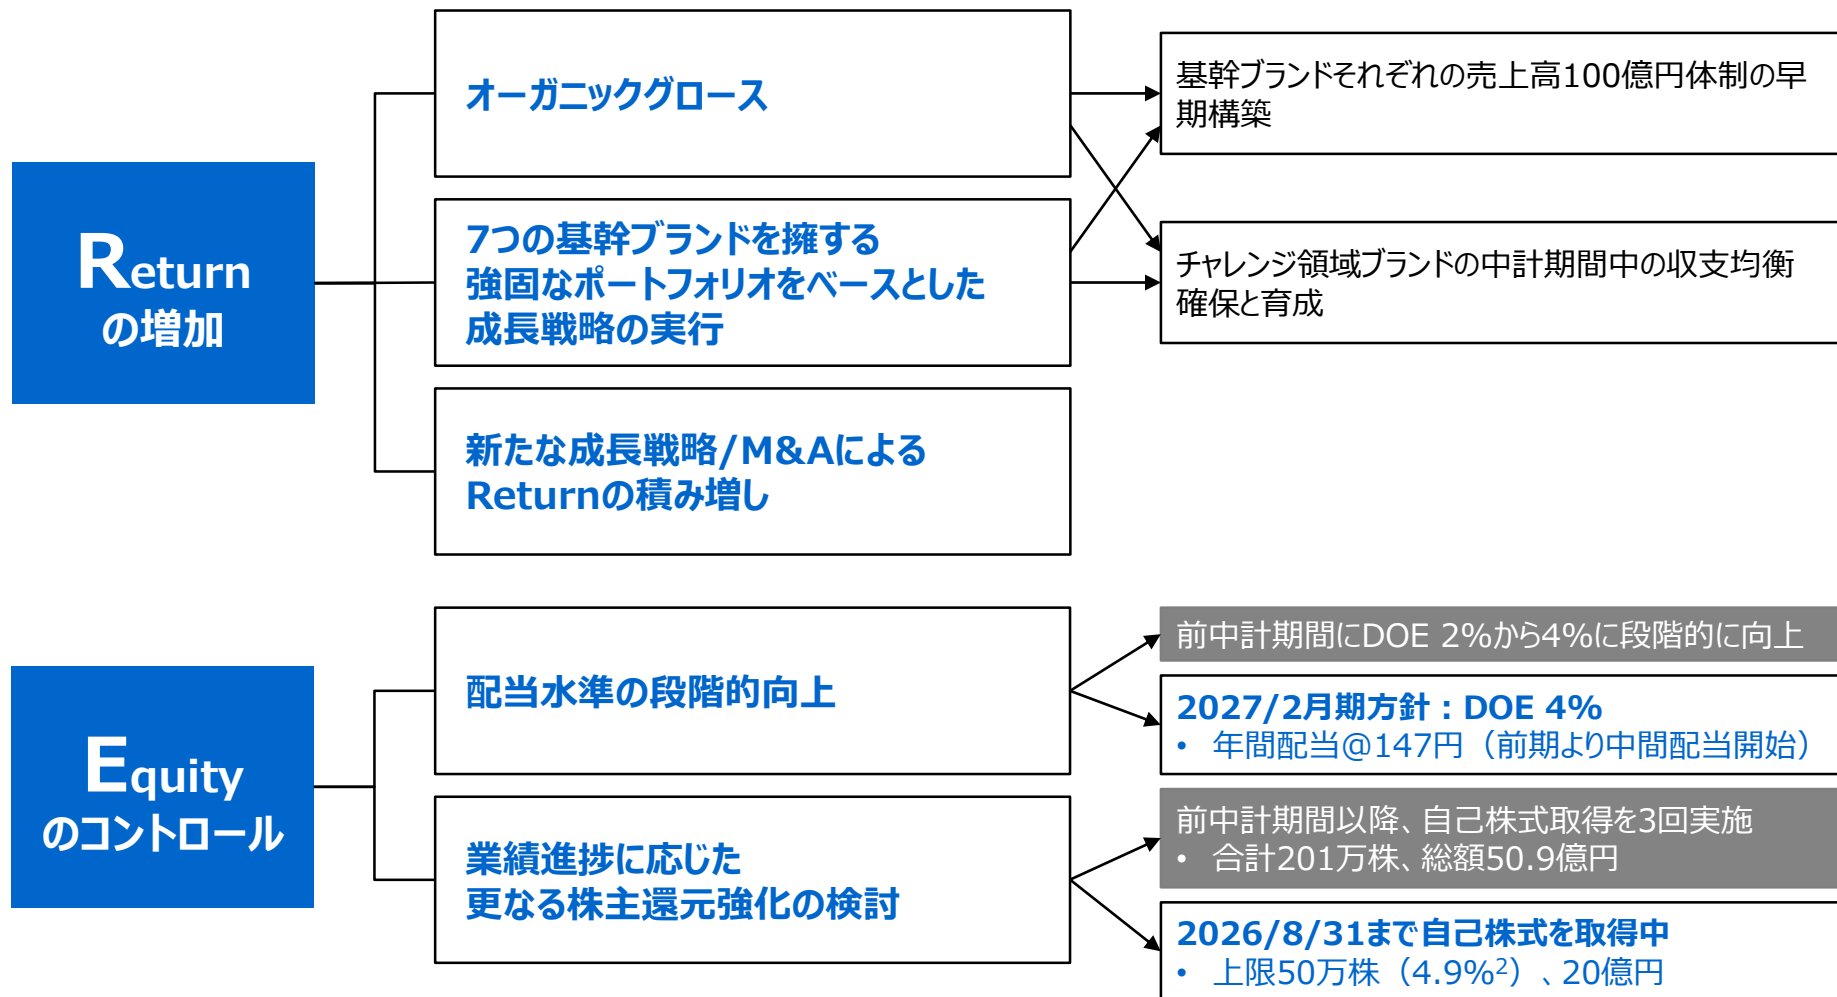 Return
の増加
オーガニックグロース
7つの基幹ブランドを擁する
強固なポートフォリオをベースとした
成長戦略の実行
新たな成長戦略/M&Aによる
Returnの積み増し
基幹ブランドそれぞれの売上高100億円体制の早
期構築
チャレンジ領域ブランドの中計期間中の収支均衡
確保と育成
Equity
のコントロール
配当水準の段階的向上
業績進捗に応じた
更なる株主還元強化の検討
前中計期間にDOE 2%から4%に段階的に向上
2027/2月期方針：DOE 4%
• 年間配当@147円（前期より中間配当開始）
前中計期間以降、自己株式取得を3回実施
• 合計201万株、総額50.9億円
2026/8/31まで自己株式を取得中
• 上限50万株（4.9%²）、20億円